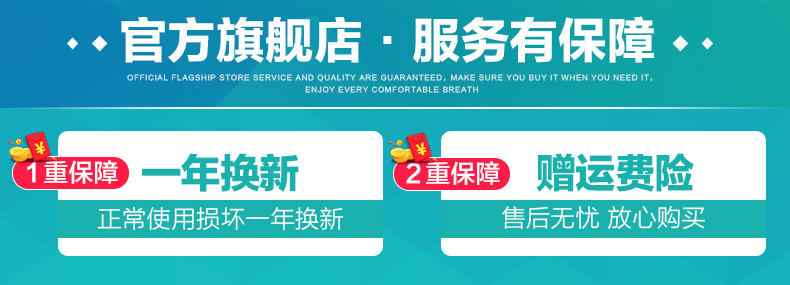 官方旗舰店·服务有保障
OFFICIAL FLAGSHIP STORE SERVICE AND QUALITY ARE GUARANTEED, MAKE SURE YOU BUY IT WHEN YOU NEED IT,
ENJOY EVERY COMFORTABLE BREATH
1重保障
一年换新
正常使用损坏一年换新
2重保障
赠运费险
售后无忧 放心购买